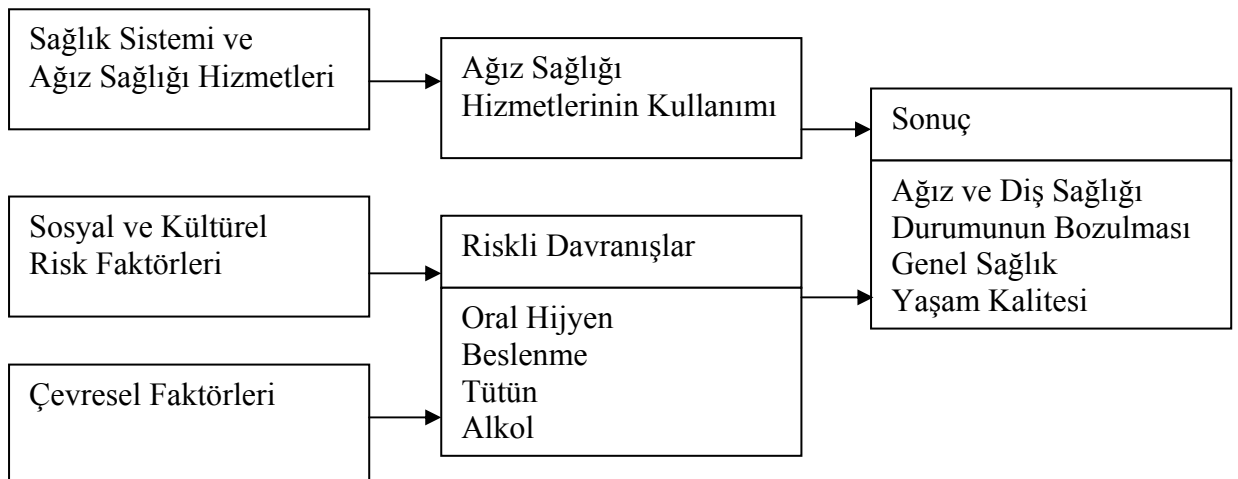 Sağlık Sistemi ve
Ağız Sağlığı Hizmetleri
Ağız Sağlığı
Hizmetlerinin Kullanımı
Sonuç
Ağız ve Diş Sağlığı
Durumunun Bozulması
Genel Sağlık
Yaşam Kalitesi
Sosyal ve Kültürel
Risk Faktörleri
Riskli Davranışlar
Oral Hijyen
Beslenme
Tütün
Alkol
Çevresel Faktörleri